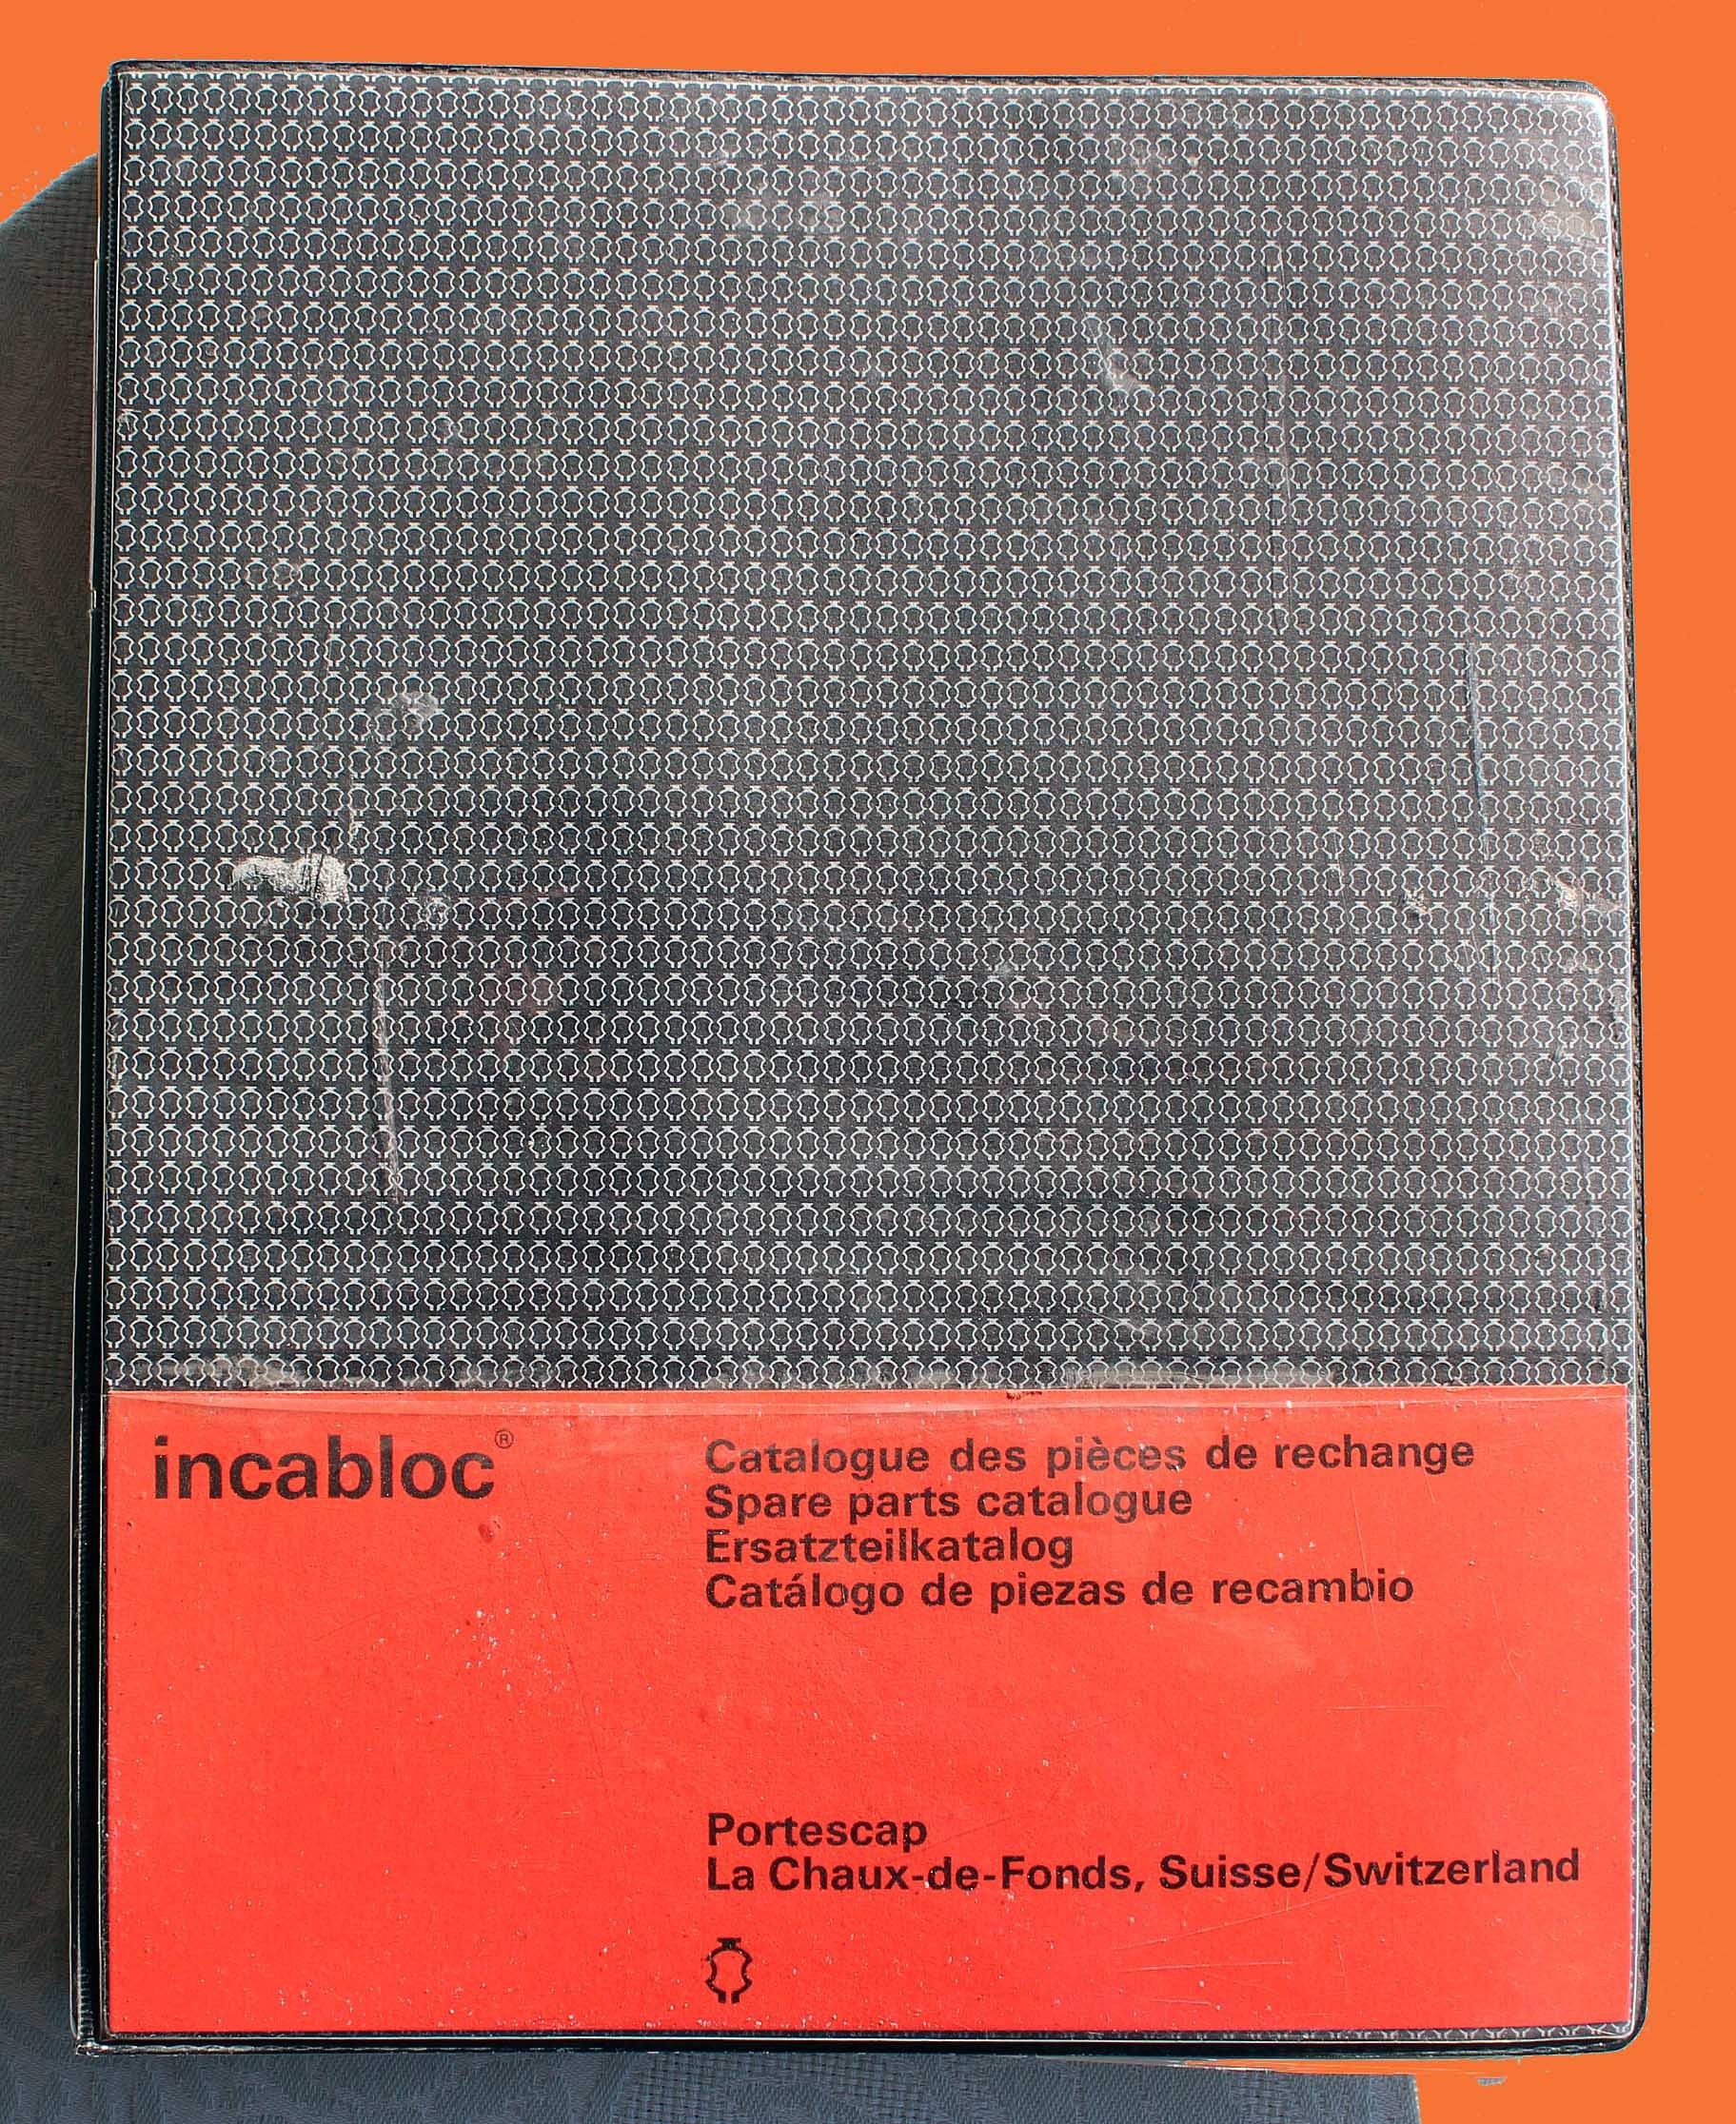 incabloc®
Catalogue des pièces de rechange
Spare parts catalogue
Ersatzteilkatalog
Catálogo de piezas de recambio
Portescap
La Chaux-de-Fonds, Suisse/Switzerland